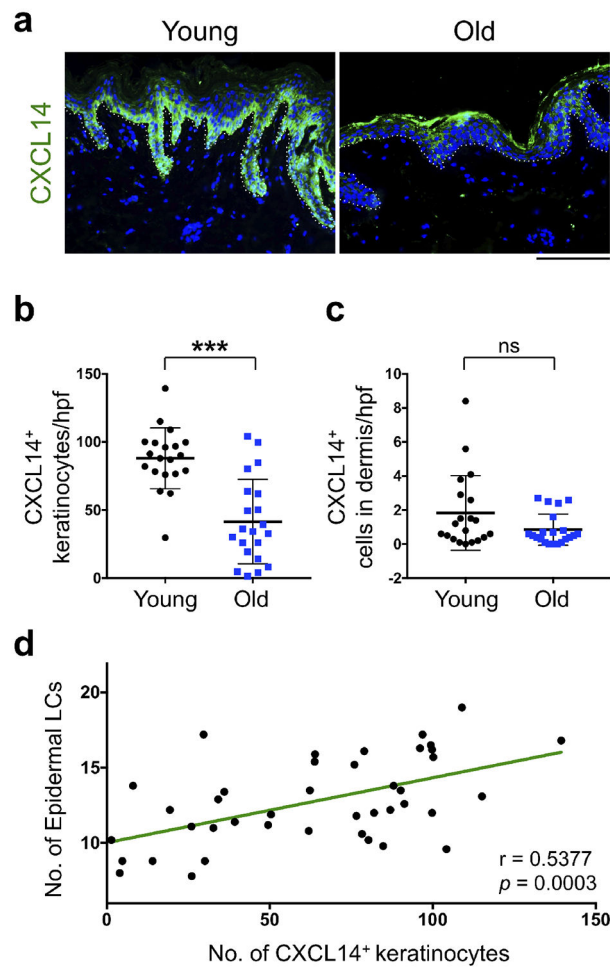 a
Young
Old
CXCL14
b
***
CXCL14⁺
keratinocytes/hpf
150
100
50
0
Young
Old
c
ns
CXCL14⁺
cells in dermis/hpf
10
8
6
4
2
0
-2
Young
Old
d
No. of Epidermal LCs
20
15
10
0
50
100
150
r = 0.5377
p = 0.0003
No. of CXCL14⁺ keratinocytes